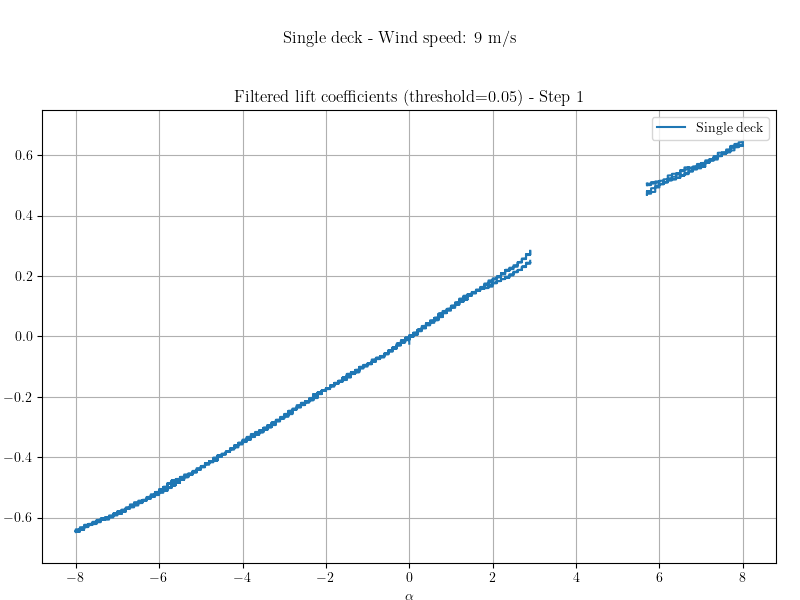 Single deck - Wind speed: 9 m/s
Filtered lift coefficients (threshold=0.05) - Step 1
Single deck
0.6
0.4
0.2
0.0
−0.2
−0.4
−0.6
−8 −6 −4 −2 0 2 4 6 8
α